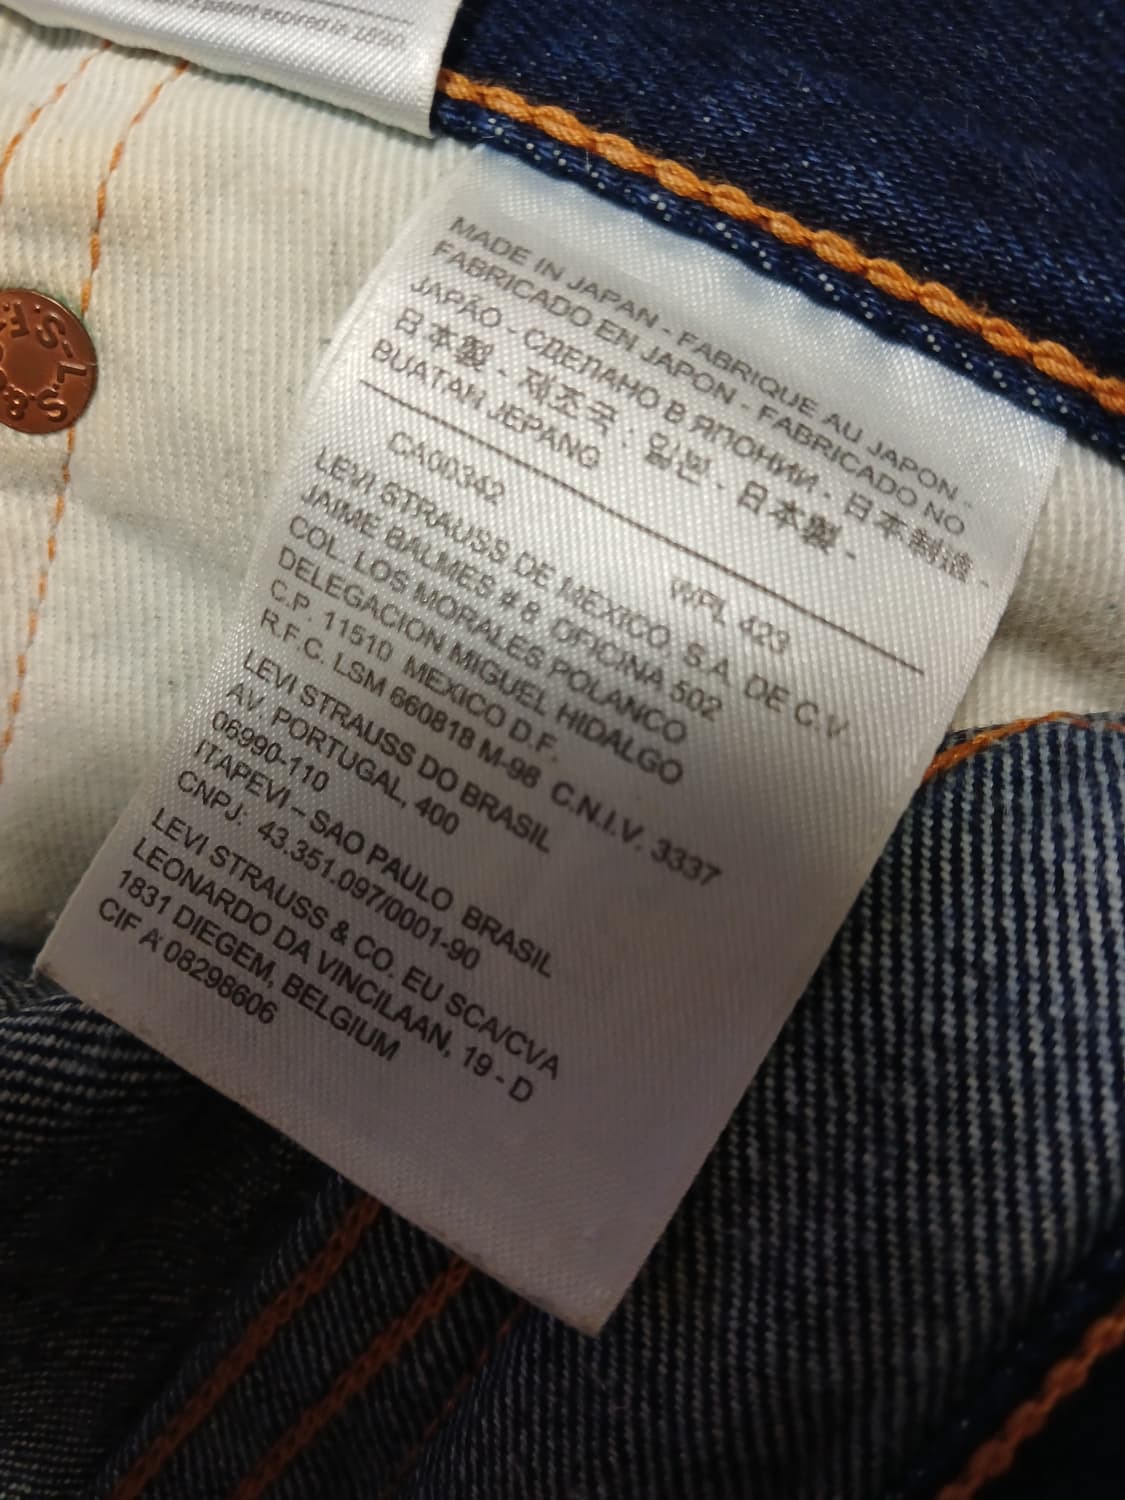 patent expired in 1890
MADE IN JAPAN - FABRIQUE AU JAPON -
FABRICADO EN JAPON - FABRICADO NO
JAPÃO - СДЕЛАНО В ЯПОНИИ - 日本制造 -
日本製 - 제조국 : 일본 - 日本製 -
BUATAN JEPANG
CA00342 WPL 423
LEVI STRAUSS DE MEXICO, S.A. DE C.V.
JAIME BALMES # 8 OFICINA 502
COL. LOS MORALES POLANCO
DELEGACION MIGUEL HIDALGO
C.P. 11510 MEXICO D.F.
R.F.C. LSM 660818 M-98 C.N.I.V. 3337
LEVI STRAUSS DO BRASIL
AV. PORTUGAL, 400
06990-110
ITAPEVI – SAO PAULO BRASIL
CNPJ: 43.351.097/0001-90
LEVI STRAUSS & CO. EU SCA/CVA
LEONARDO DA VINCILAAN, 19 - D
1831 DIEGEM, BELGIUM
CIF A 08298606
L.S.&
S.F.